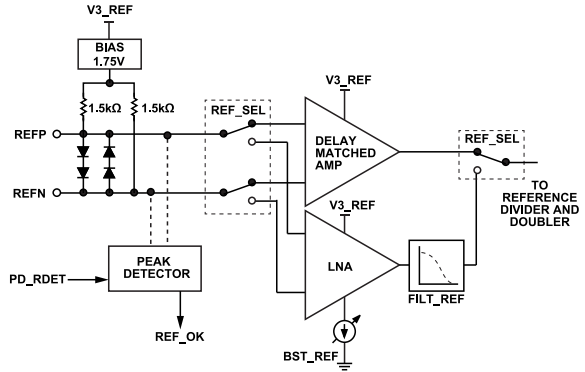 V3_REF
BIAS
1.75V
1.5kΩ
1.5kΩ
REFP
REFN
REF_SEL
V3_REF
DELAY
MATCHED
AMP
REF_SEL
TO
REFERENCE
DIVIDER AND
DOUBLER
V3_REF
LNA
FILT_REF
PEAK
DETECTOR
PD_RDET
REF_OK
BST_REF